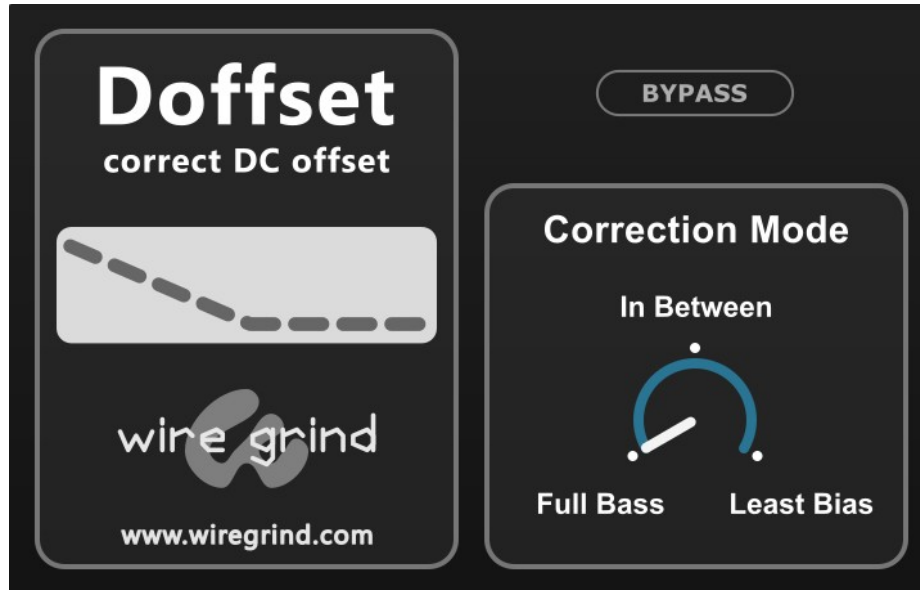 Doffset
correct DC offset
wire grind
www.wiregrind.com
BYPASS
Correction Mode
In Between
Full Bass
Least Bias